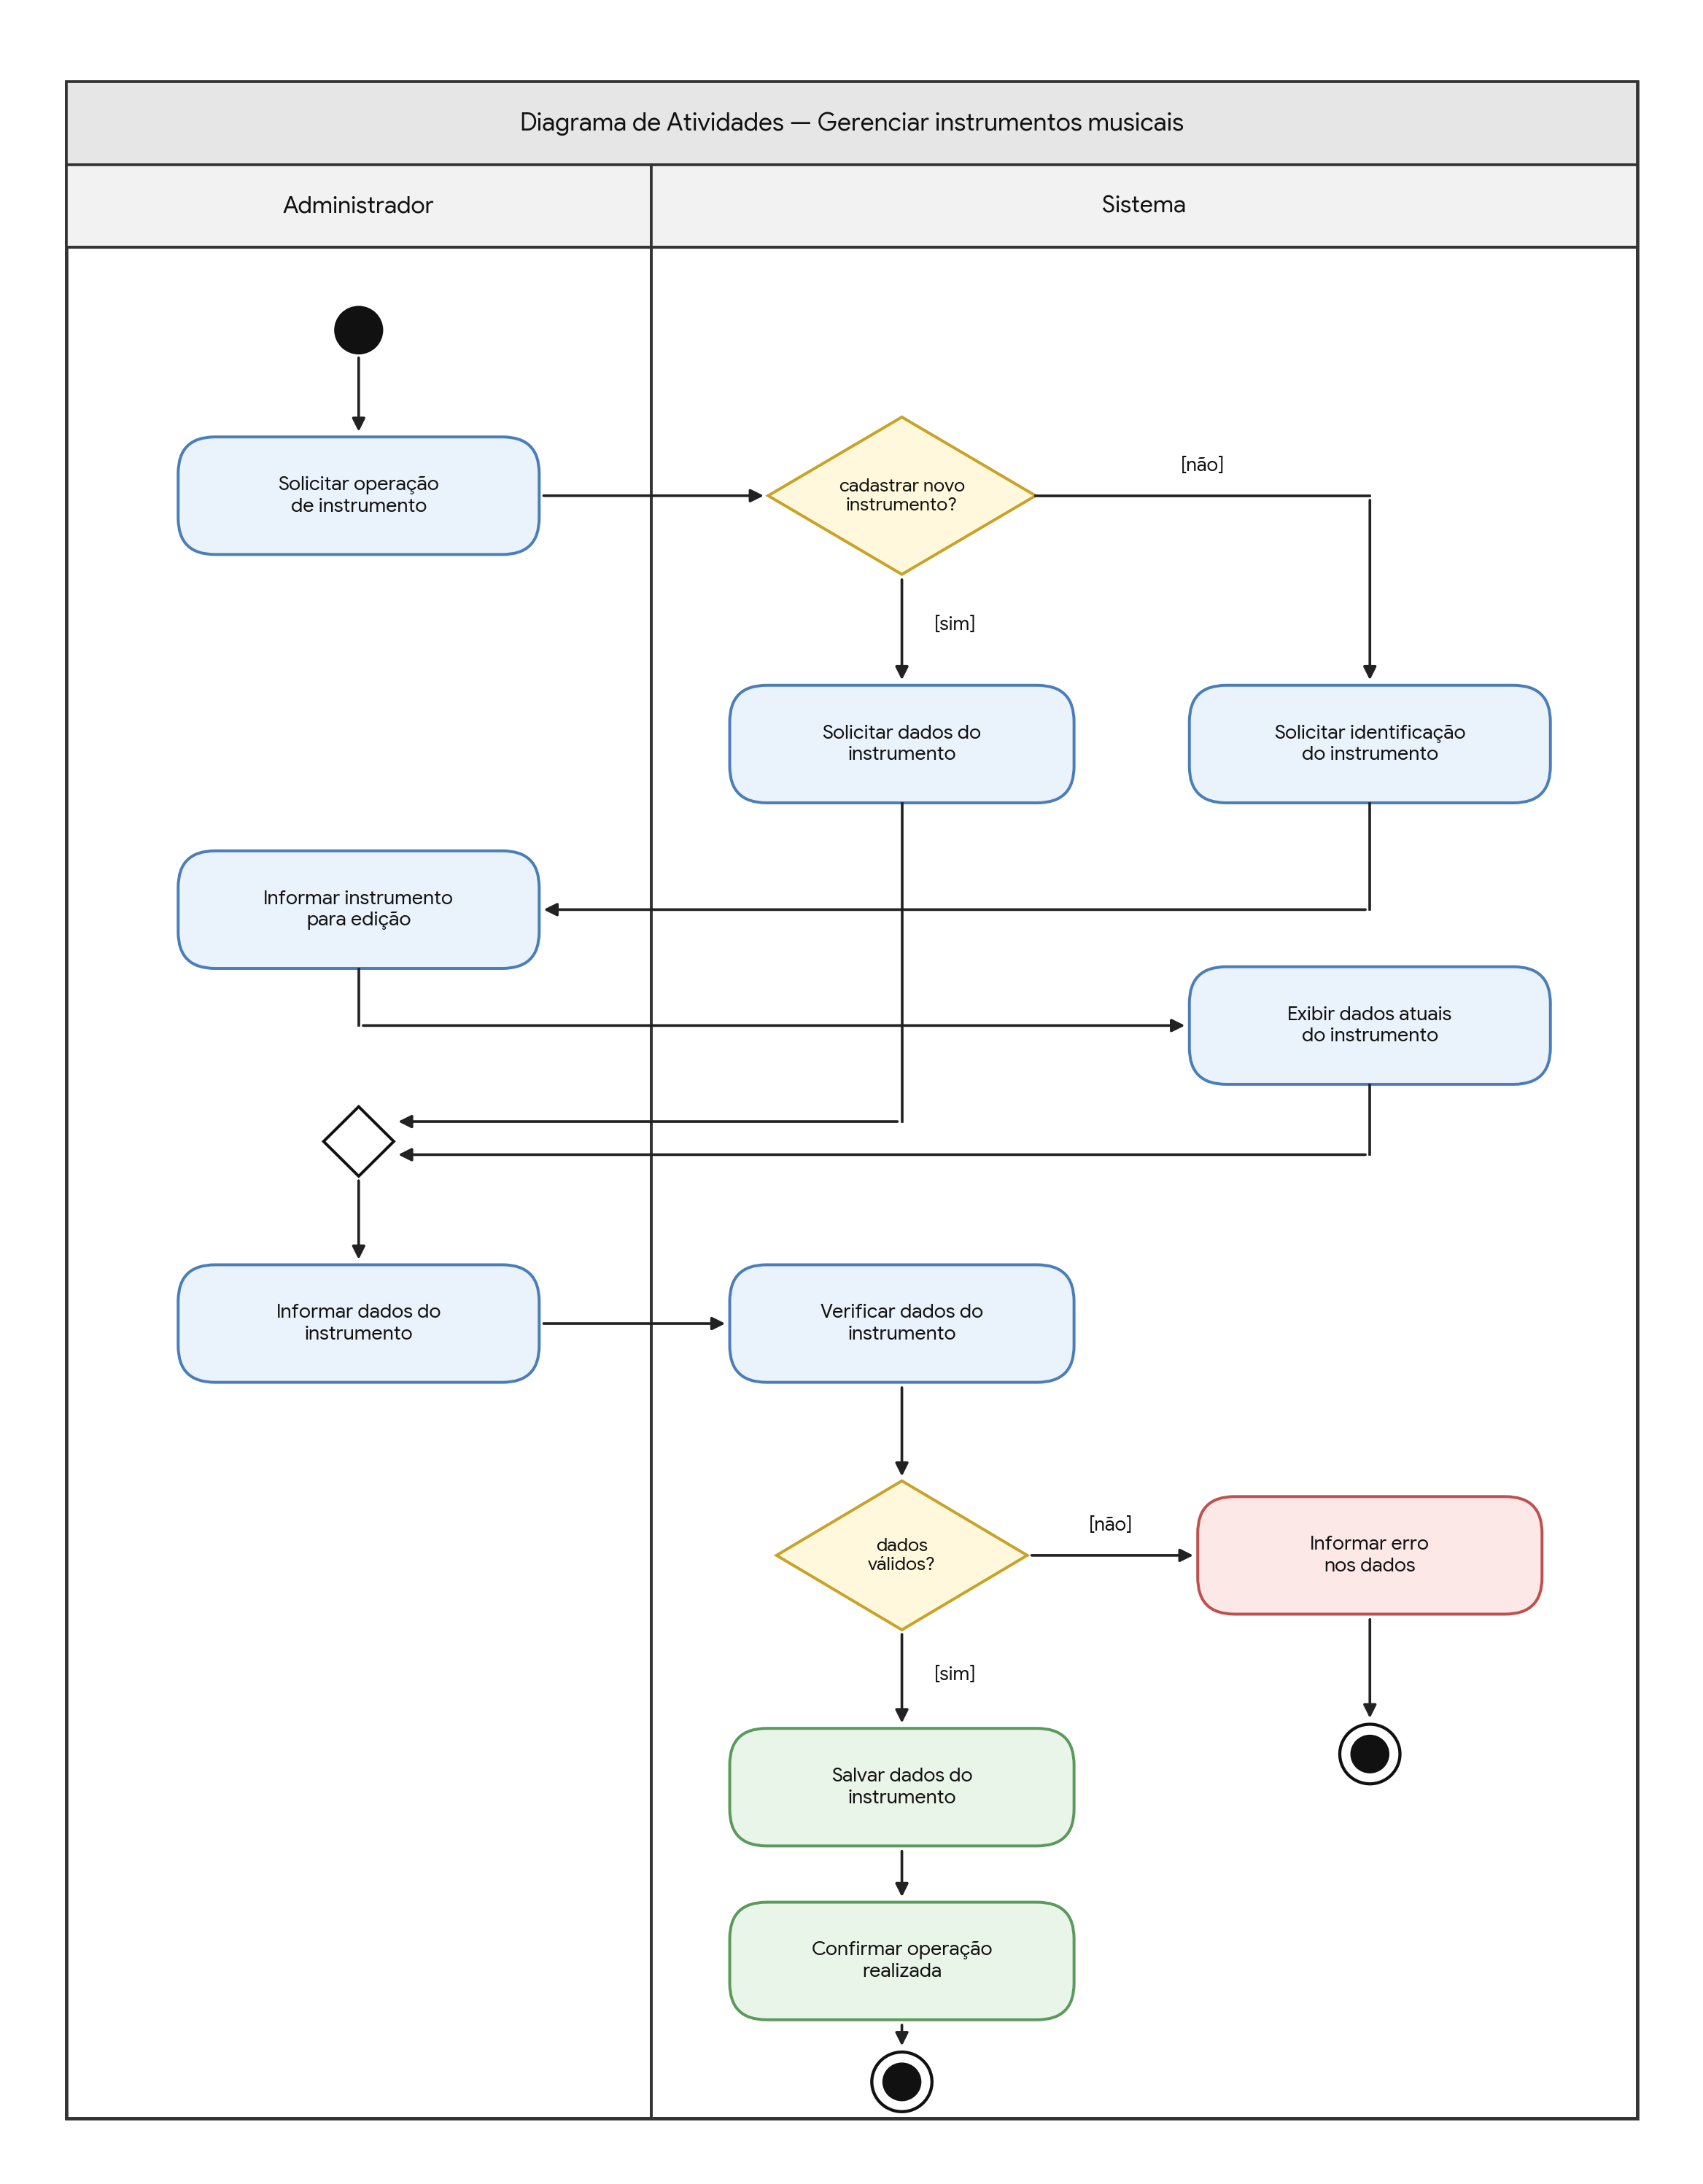 Diagrama de Atividades — Gerenciar instrumentos musicais
Administrador
Sistema
Solicitar operação
de instrumento
cadastrar novo
instrumento?
[não]
[sim]
Solicitar dados do
instrumento
Solicitar identificação
do instrumento
Informar instrumento
para edição
Exibir dados atuais
do instrumento
Informar dados do
instrumento
Verificar dados do
instrumento
dados
válidos?
[não]
Informar erro
nos dados
[sim]
Salvar dados do
instrumento
Confirmar operação
realizada